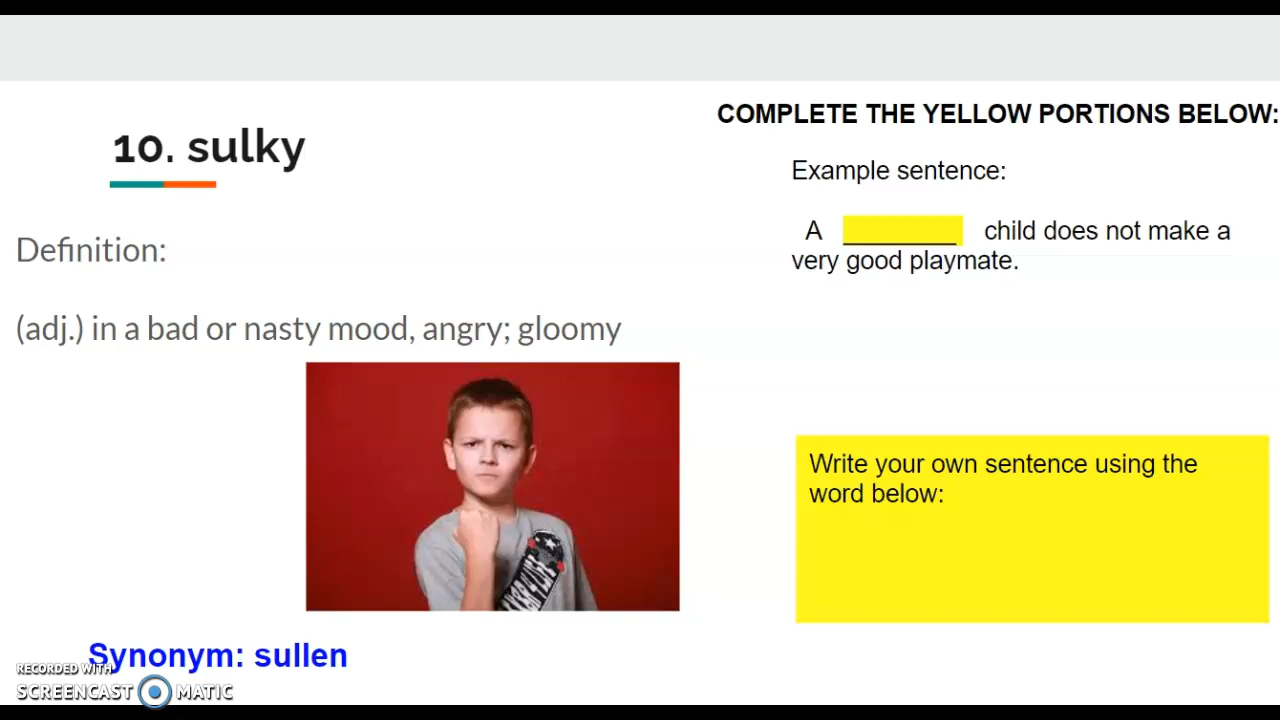 10. sulky
Definition:
(adj.) in a bad or nasty mood, angry; gloomy
Synonym: sullen
COMPLETE THE YELLOW PORTIONS BELOW:
Example sentence:
A ________ child does not make a
very good playmate.
Write your own sentence using the
word below:
RECORDED WITH
SCREENCAST MATIC